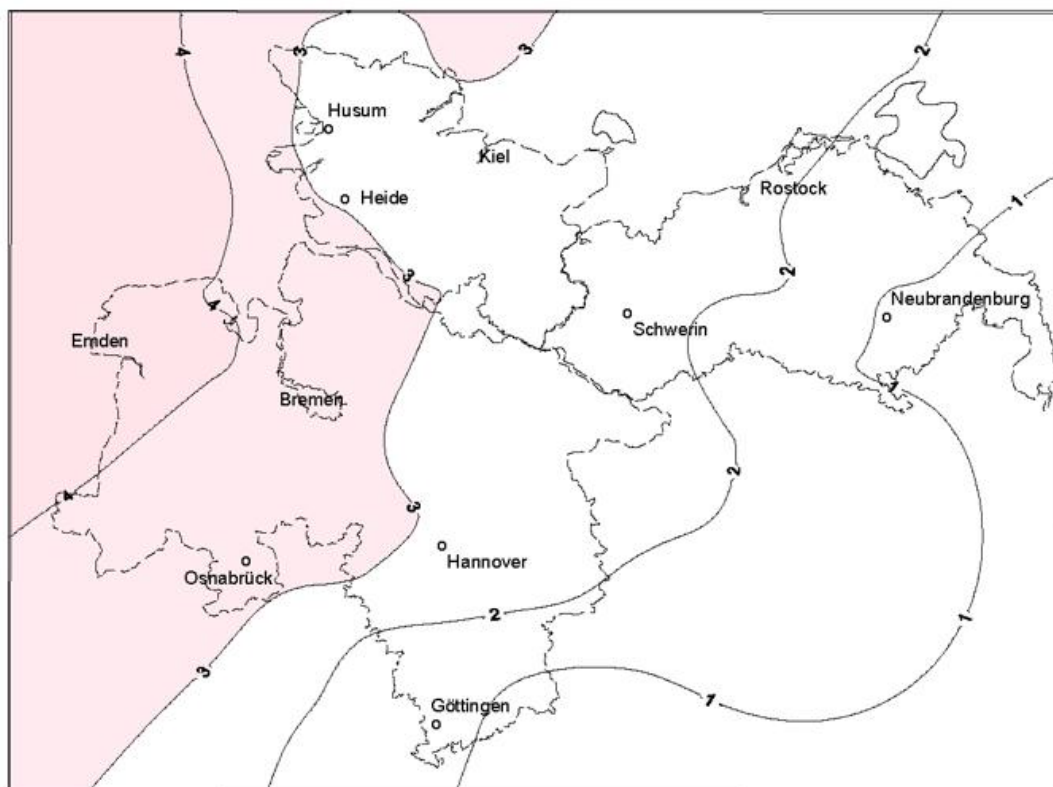 4
3
3
2
Husum
Kiel
Heide
Rostock
1
3
2
4
Neubrandenburg
Schwerin
Emden
Bremen
1
2
4
3
Hannover
Osnabrück
2
1
3
1
Göttingen